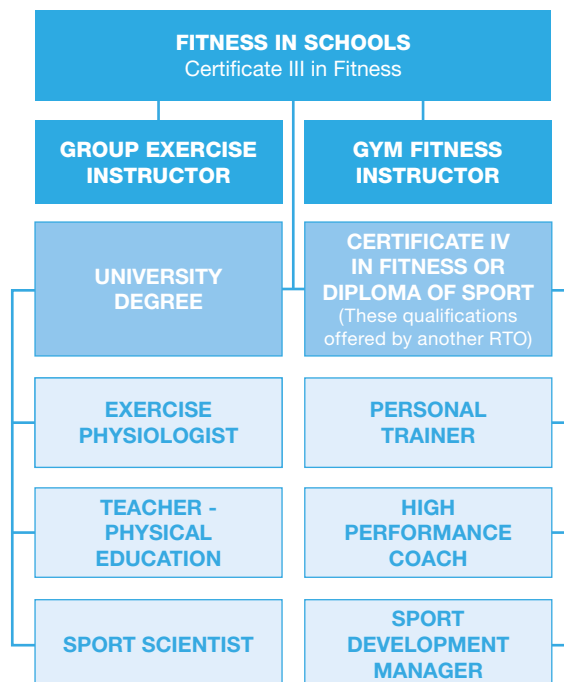 FITNESS IN SCHOOLS
Certificate III in Fitness
GROUP EXERCISE
INSTRUCTOR
GYM FITNESS
INSTRUCTOR
UNIVERSITY
DEGREE
CERTIFICATE IV
IN FITNESS OR
DIPLOMA OF SPORT
(These qualifications
offered by another RTO)
EXERCISE
PHYSIOLOGIST
PERSONAL
TRAINER
TEACHER -
PHYSICAL
EDUCATION
HIGH
PERFORMANCE
COACH
SPORT SCIENTIST
SPORT
DEVELOPMENT
MANAGER